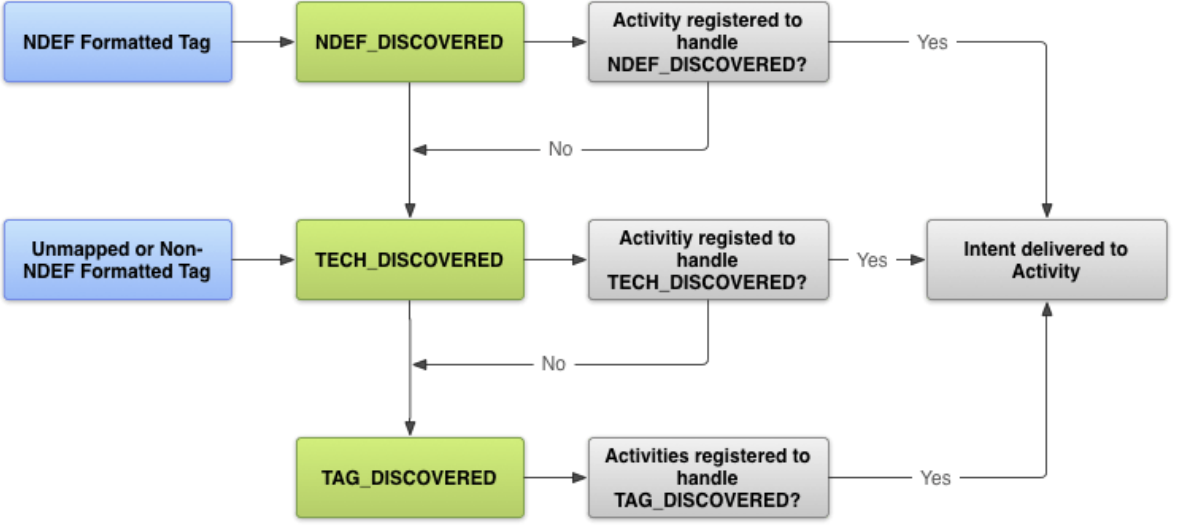 NDEF Formatted Tag
NDEF_DISCOVERED
Activity registered to
handle
NDEF_DISCOVERED?
Yes
No
Unmapped or Non-
NDEF Formatted Tag
TECH_DISCOVERED
Activitiy registed to
handle
TECH_DISCOVERED?
Yes
Intent delivered to
Activity
No
TAG_DISCOVERED
Activities registered to
handle
TAG_DISCOVERED?
Yes